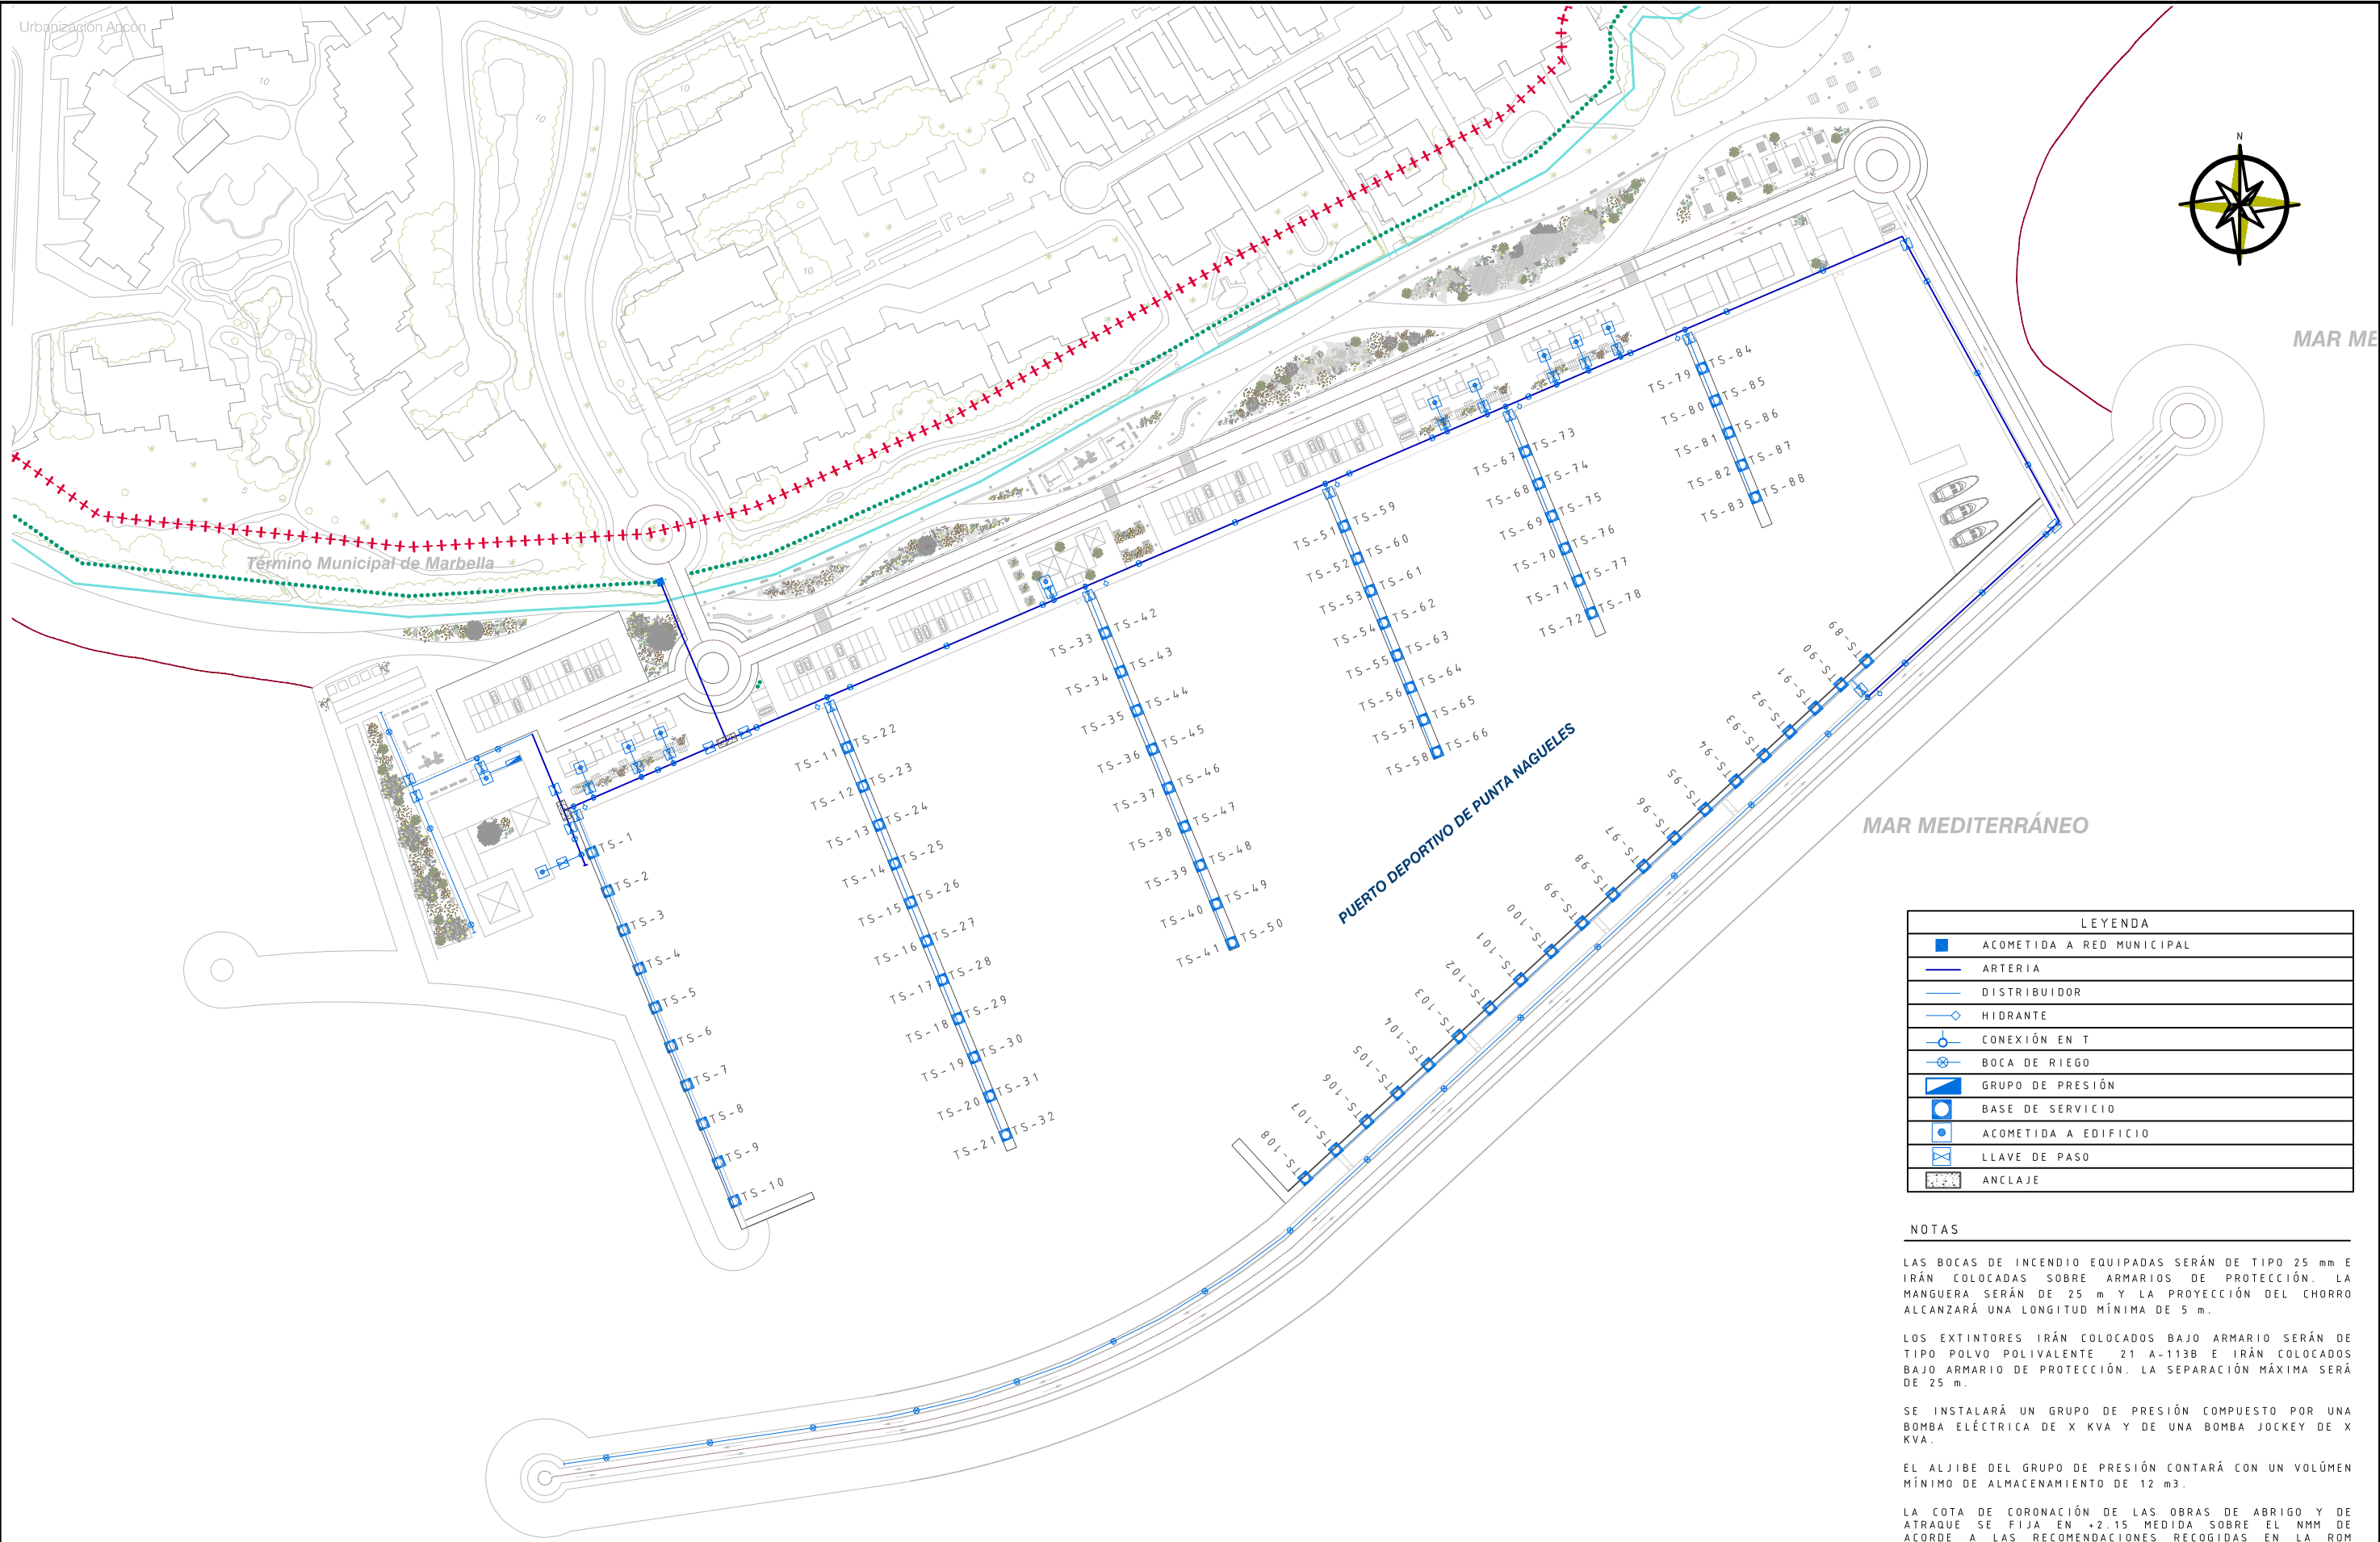 Urbanización Ancón
10
10
10
10
5
5
N
MAR ME
Término Municipal de Marbella
MAR MEDITERRÁNEO
PUERTO DEPORTIVO DE PUNTA NAGUELES
TS-1
TS-2
TS-3
TS-4
TS-5
TS-6
TS-7
TS-8
TS-9
TS-10
TS-11
TS-12
TS-13
TS-14
TS-15
TS-16
TS-17
TS-18
TS-19
TS-20
TS-21
TS-22
TS-23
TS-24
TS-25
TS-26
TS-27
TS-28
TS-29
TS-30
TS-31
TS-32
TS-33
TS-34
TS-35
TS-36
TS-37
TS-38
TS-39
TS-40
TS-41
TS-42
TS-43
TS-44
TS-45
TS-46
TS-47
TS-48
TS-49
TS-50
TS-51
TS-52
TS-53
TS-54
TS-55
TS-56
TS-57
TS-58
TS-59
TS-60
TS-61
TS-62
TS-63
TS-64
TS-65
TS-66
TS-67
TS-68
TS-69
TS-70
TS-71
TS-72
TS-73
TS-74
TS-75
TS-76
TS-77
TS-78
TS-79
TS-80
TS-81
TS-82
TS-83
TS-84
TS-85
TS-86
TS-87
TS-88
TS-89
TS-90
TS-91
TS-92
TS-93
TS-94
TS-95
TS-96
TS-97
TS-98
TS-99
TS-100
TS-101
TS-102
TS-103
TS-104
TS-105
TS-106
TS-107
TS-108
LEYENDA
ACOMETIDA A RED MUNICIPAL
ARTERIA
DISTRIBUIDOR
HIDRANTE
CONEXIÓN EN T
BOCA DE RIEGO
GRUPO DE PRESIÓN
BASE DE SERVICIO
ACOMETIDA A EDIFICIO
LLAVE DE PASO
ANCLAJE
NOTAS
LAS BOCAS DE INCENDIO EQUIPADAS SERÁN DE TIPO 25 mm E
IRÁN COLOCADAS SOBRE ARMARIOS DE PROTECCIÓN. LA
MANGUERA SERÁN DE 25 m Y LA PROYECCIÓN DEL CHORRO
ALCANZARÁ UNA LONGITUD MÍNIMA DE 5 m.
LOS EXTINTORES IRÁN COLOCADOS BAJO ARMARIO SERÁN DE
TIPO POLVO POLIVALENTE 21 A-113B E IRÁN COLOCADOS
BAJO ARMARIO DE PROTECCIÓN. LA SEPARACIÓN MÁXIMA SERÁ
DE 25 m.
SE INSTALARÁ UN GRUPO DE PRESIÓN COMPUESTO POR UNA
BOMBA ELÉCTRICA DE X KVA Y DE UNA BOMBA JOCKEY DE X
KVA.
EL ALJIBE DEL GRUPO DE PRESIÓN CONTARÁ CON UN VOLÚMEN
MÍNIMO DE ALMACENAMIENTO DE 12 m3.
LA COTA DE CORONACIÓN DE LAS OBRAS DE ABRIGO Y DE
ATRAQUE SE FIJA EN +2.15 MEDIDA SOBRE EL NMM DE
ACORDE A LAS RECOMENDACIONES RECOGIDAS EN LA ROM